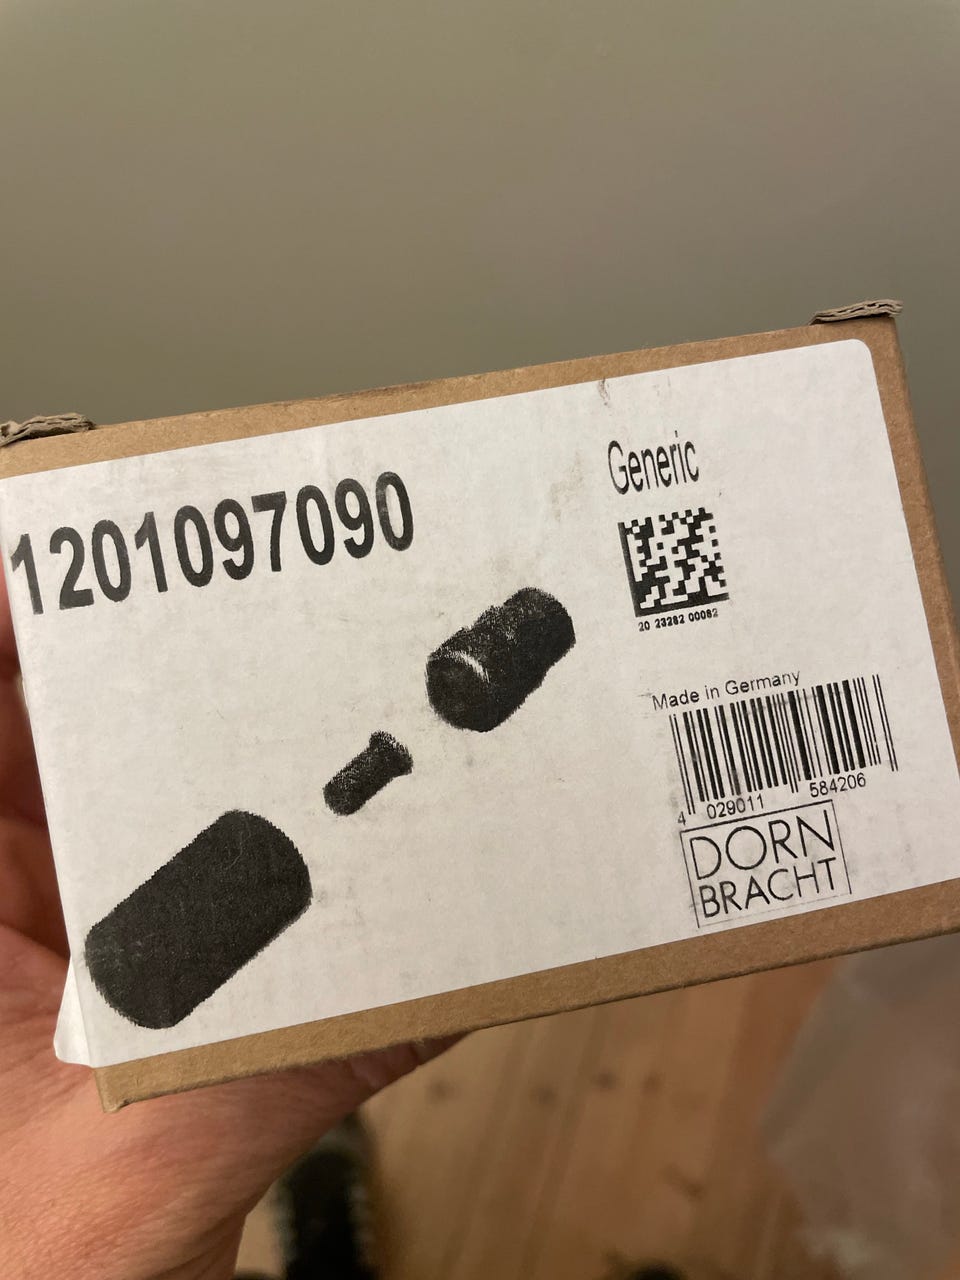 1201097090
Generic
20 23282 00082
Made in Germany
4 029011 584206
DORN
BRACHT